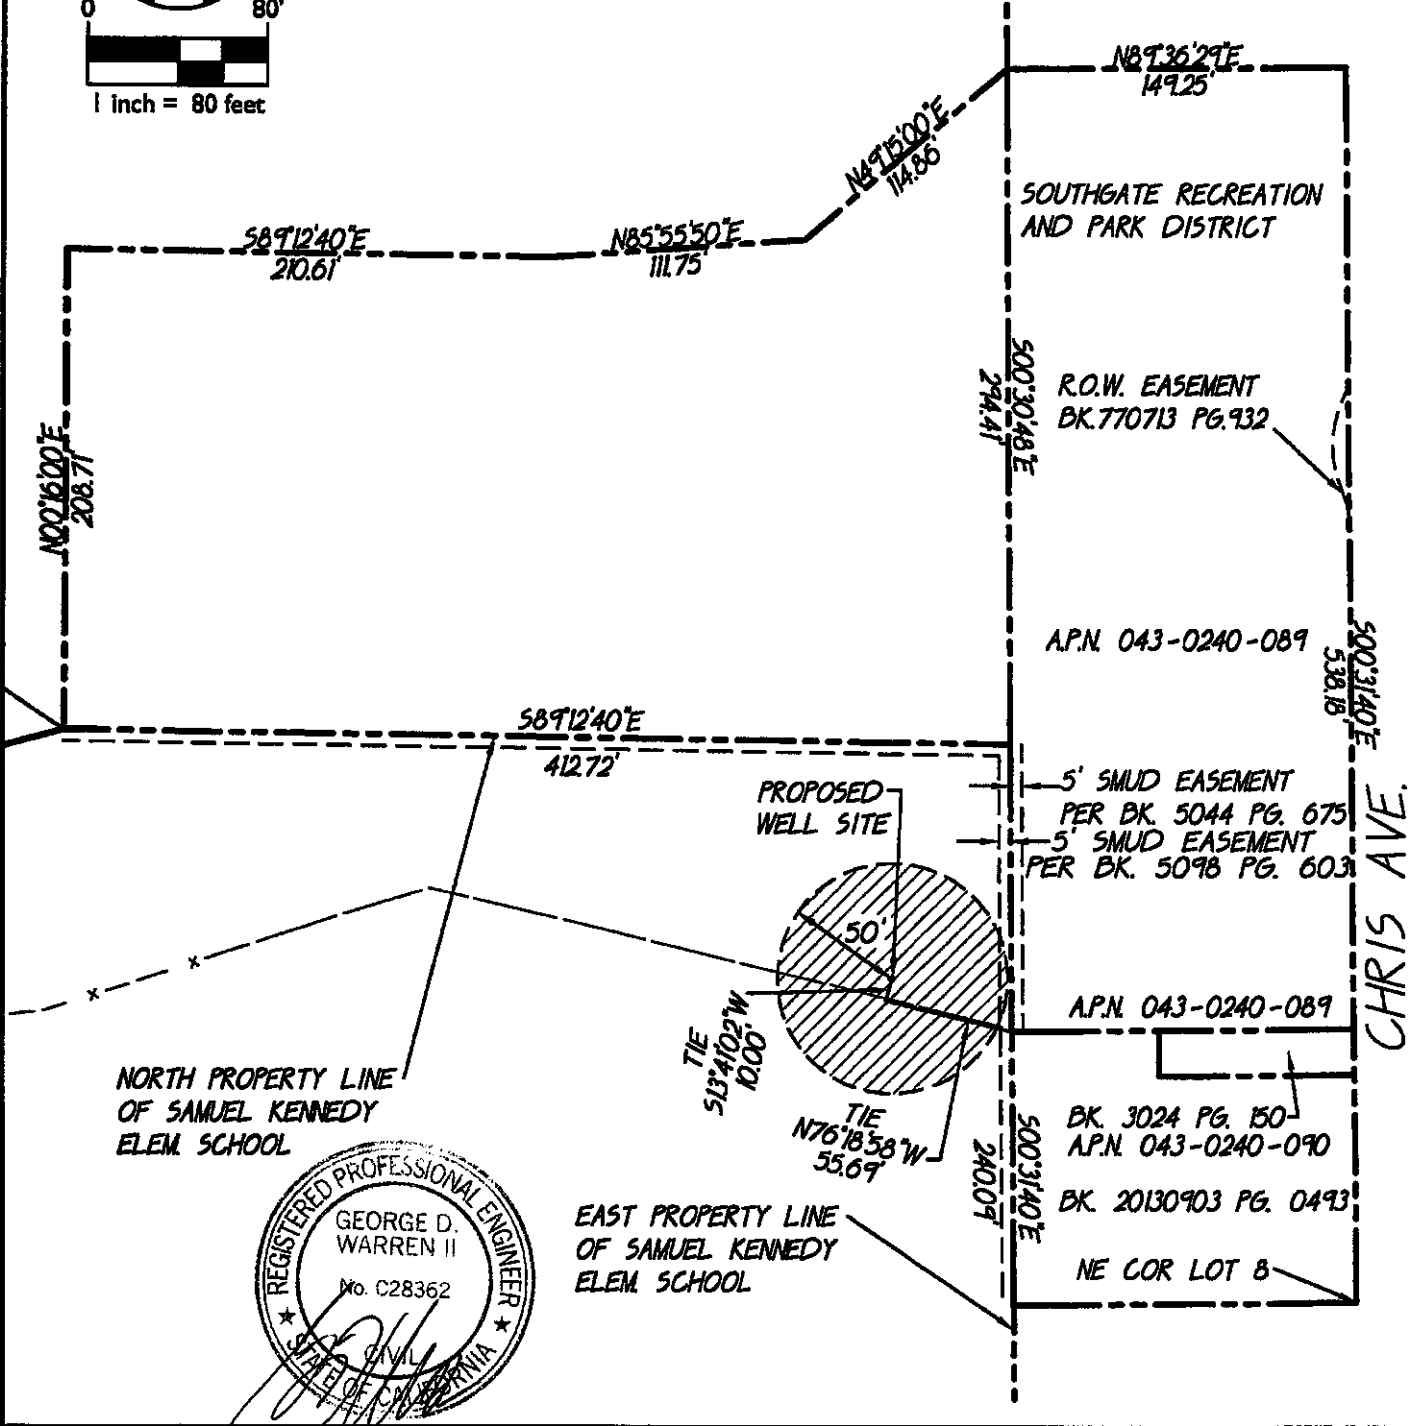 0 80'
1 inch = 80 feet
N89°36'29"E
149.25'
N49°15'00"E
114.86'
SOUTHGATE RECREATION
AND PARK DISTRICT
S89°12'40"E
210.61'
N85°55'50"E
111.75'
S00°30'48"E
294.41'
R.O.W. EASEMENT
BK.770713 PG.932
N00°16'00"E
208.71'
A.P.N. 043-0240-089
S00°31'40"E
538.18'
S89°12'40"E
412.72'
PROPOSED
WELL SITE
5' SMUD EASEMENT
PER BK. 5044 PG. 675
5' SMUD EASEMENT
PER BK. 5098 PG. 603
CHRIS AVE.
50'
A.P.N. 043-0240-089
TIE
S13°41'02"W
10.00'
NORTH PROPERTY LINE
OF SAMUEL KENNEDY
ELEM. SCHOOL
TIE
N76°18'58"W
55.69'
BK. 3024 PG. 150
A.P.N. 043-0240-090
S00°31'40"E
240.09'
BK. 20130903 PG. 0493
EAST PROPERTY LINE
OF SAMUEL KENNEDY
ELEM. SCHOOL
NE COR LOT 8
REGISTERED PROFESSIONAL ENGINEER
GEORGE D.
WARREN II
No. C28362
CIVIL
STATE OF CALIFORNIA